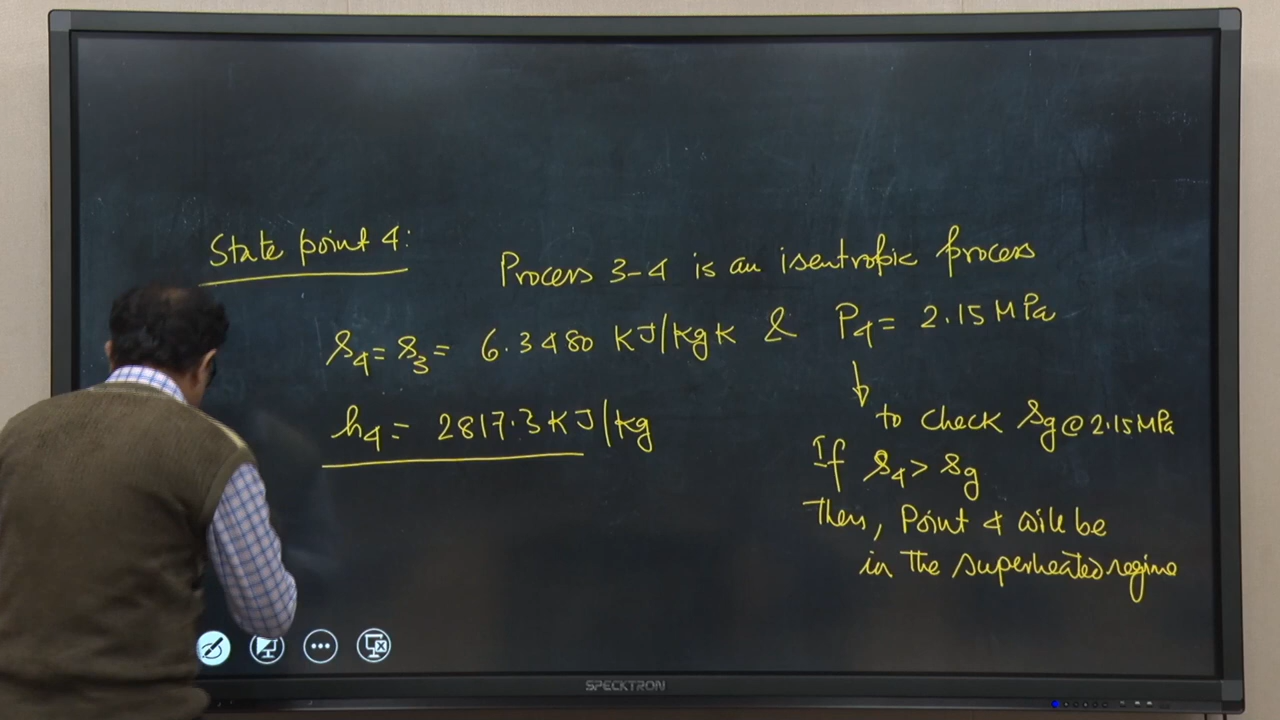 State point 4:
Process 3-4 is an isentropic process
s4 = s3 = 6.3480 KJ/kgK & P4 = 2.15 MPa
↓
to check sg @ 2.15 MPa
h4 = 2817.3 KJ/kg
If s4 > sg
Then, Point 4 will be
in the superheated regime
SPECKTRON